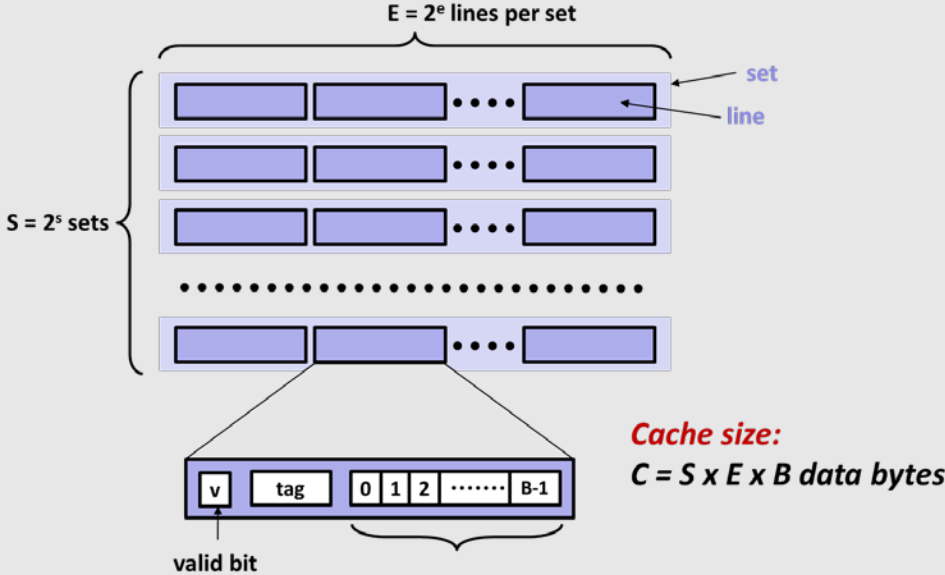 E = 2ᵉ lines per set
set
line
S = 2ˢ sets
v
tag
0 1 2 ······· B-1
valid bit
Cache size:
C = S x E x B data bytes